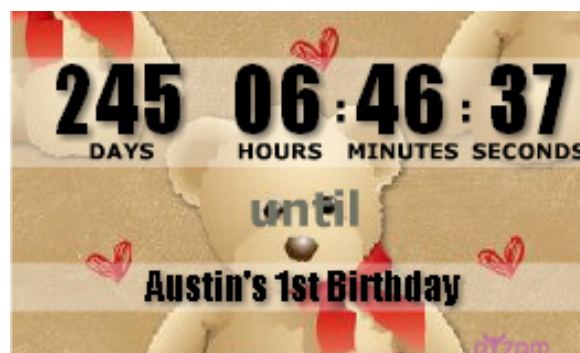 245 06 : 46 : 37
DAYS HOURS MINUTES SECONDS
until
Austin's 1st Birthday